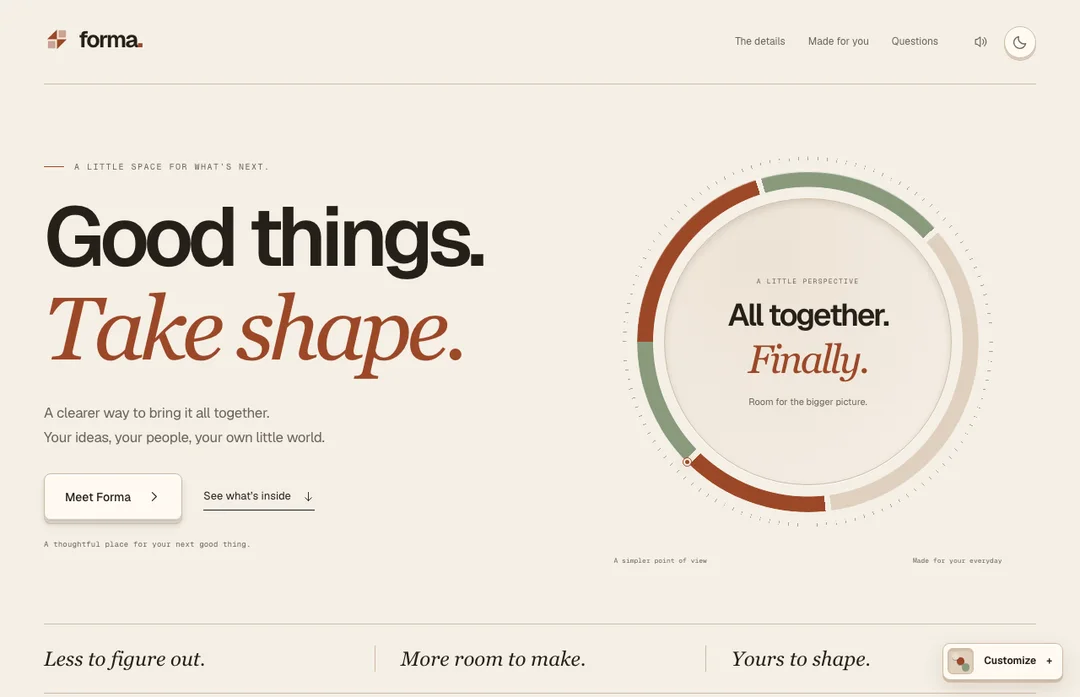 forma.
The details
Made for you
Questions
A LITTLE SPACE FOR WHAT'S NEXT.
Good things.
Take shape.
A clearer way to bring it all together.
Your ideas, your people, your own little world.
Meet Forma
See what's inside
A thoughtful place for your next good thing.
A LITTLE PERSPECTIVE
All together.
Finally.
Room for the bigger picture.
A simpler point of view
Made for your everyday
Less to figure out.
More room to make.
Yours to shape.
Customize +